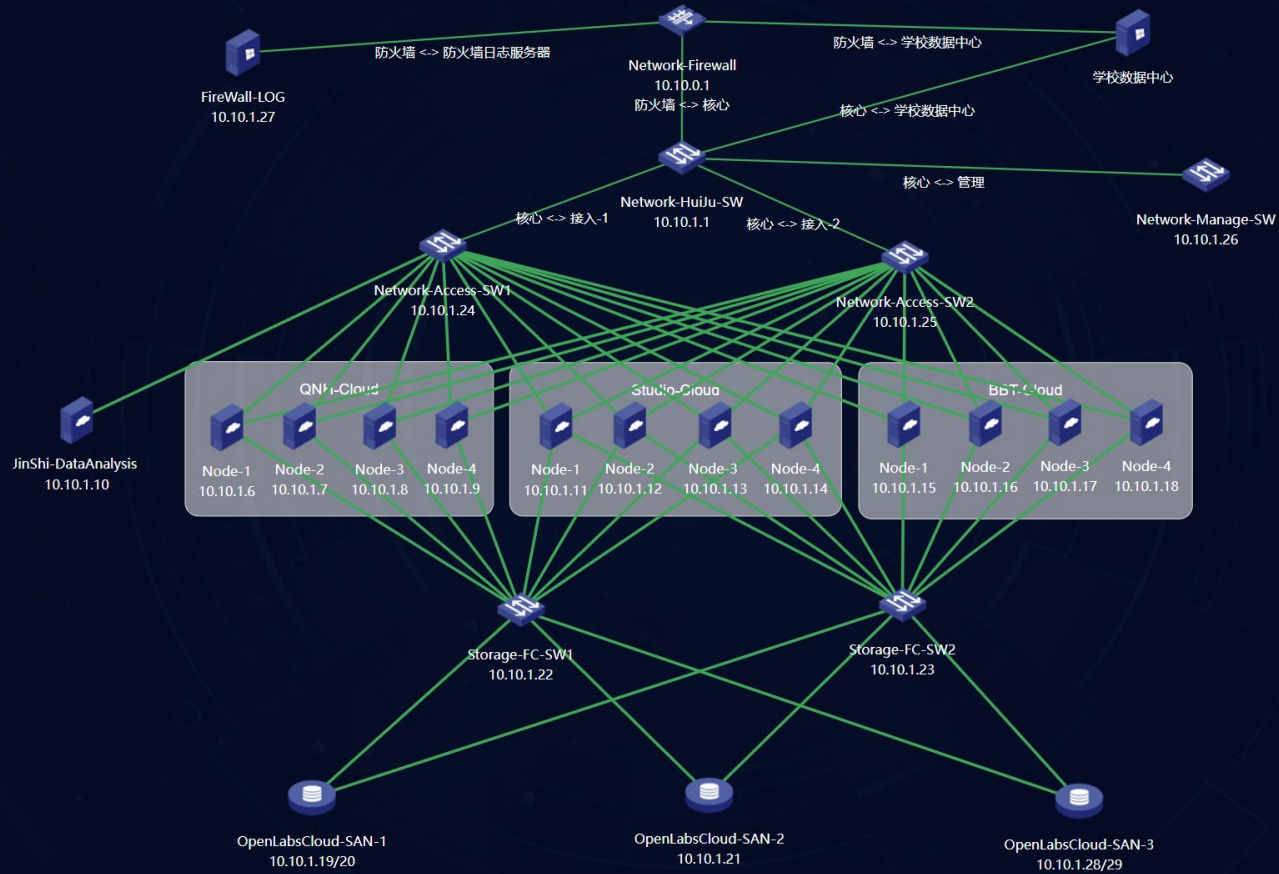 防火墙 <-> 防火墙日志服务器
防火墙 <-> 学校数据中心
Network-Firewall
10.10.0.1
学校数据中心
FireWall-LOG
10.10.1.27
防火墙 <-> 核心
核心 <-> 学校数据中心
核心 <-> 管理
Network-HuiJu-SW
10.10.1.1
核心 <-> 接入-1
核心 <-> 接入-2
Network-Manage-SW
10.10.1.26
Network-Access-SW1
10.10.1.24
Network-Access-SW2
10.10.1.25
QNH-Cloud
Studio-Cloud
BBT-Cloud
JinShi-DataAnalysis
10.10.1.10
Node-1
10.10.1.6
Node-2
10.10.1.7
Node-3
10.10.1.8
Node-4
10.10.1.9
Node-1
10.10.1.11
Node-2
10.10.1.12
Node-3
10.10.1.13
Node-4
10.10.1.14
Node-1
10.10.1.15
Node-2
10.10.1.16
Node-3
10.10.1.17
Node-4
10.10.1.18
Storage-FC-SW1
10.10.1.22
Storage-FC-SW2
10.10.1.23
OpenLabsCloud-SAN-1
10.10.1.19/20
OpenLabsCloud-SAN-2
10.10.1.21
OpenLabsCloud-SAN-3
10.10.1.28/29